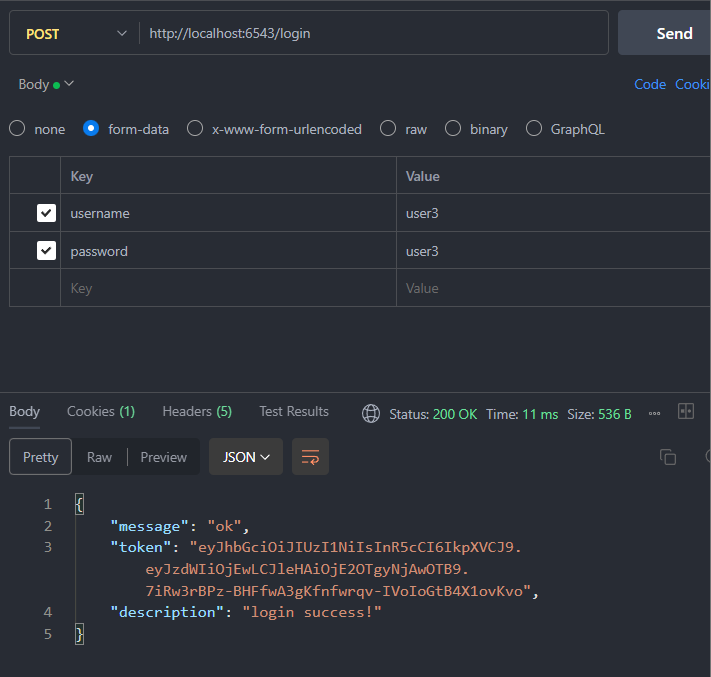 POST http://localhost:6543/login Send
Body Code Cooki
none form-data x-www-form-urlencoded raw binary GraphQL
Key Value
username user3
password user3
Key Value
Body Cookies (1) Headers (5) Test Results Status: 200 OK Time: 11 ms Size: 536 B
Pretty Raw Preview JSON
1 {
2 "message": "ok",
3 "token": "eyJhbGciOiJIUzI1NiIsInR5cCI6IkpXVCJ9.
eyJzdWIiOjEwLCJleHAiOjE2OTgyNjAwOTB9.
7iRw3rBPz-BHFfwA3gKfnfwrqv-IVoIoGtB4X1ovKvo",
4 "description": "login success!"
5 }